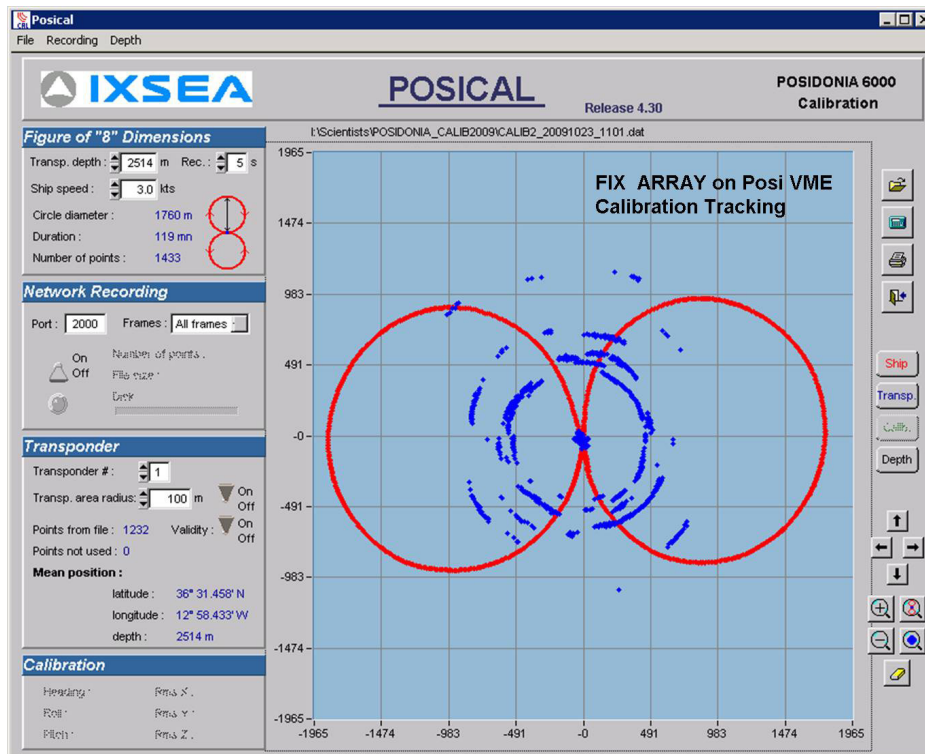 Posical
File Recording Depth
IXSEA
POSICAL
Release 4.30
POSIDONIA 6000
Calibration
Figure of "8" Dimensions
Transp. depth : 2514 m Rec. : 5 s
Ship speed : 3.0 kts
Circle diameter : 1760 m
Duration : 119 mn
Number of points : 1433
Network Recording
Port : 2000 Frames : All frames
On
Off
Number of points :
File size :
Disk
Transponder
Transponder # : 1
Transp. area radius: 100 m On
Off
Points from file : 1232 Validity : On
Off
Points not used : 0
Mean position :
latitude : 36° 31.458' N
longitude : 12° 58.433' W
depth : 2514 m
Calibration
Heading : Rms X :
Roll : Rms Y :
Pitch : Rms Z :
I:\Scientists\POSIDONIA_CALIB2009\CALIB2_20091023_1101.dat
FIX ARRAY on Posi VME
Calibration Tracking
1965
1474
983
491
-0
-491
-983
-1474
-1965
-1965 -1474 -983 -491 -0 491 983 1474 1965
Ship
Transp.
Calib.
Depth